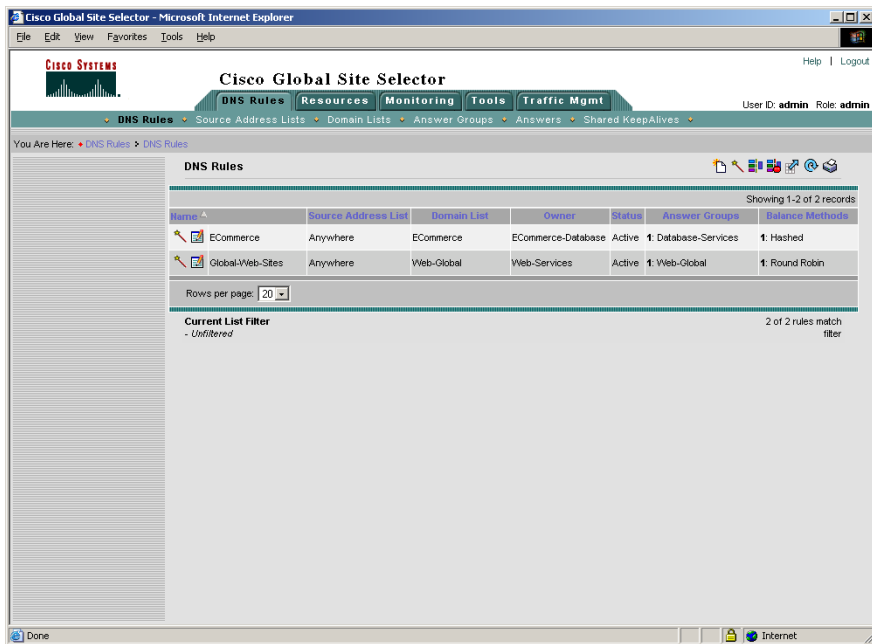 Cisco Global Site Selector - Microsoft Internet Explorer
File Edit View Favorites Tools Help
CISCO SYSTEMS
Help | Logout
Cisco Global Site Selector
DNS Rules Resources Monitoring Tools Traffic Mgmt
User ID: admin Role: admin
DNS Rules Source Address Lists Domain Lists Answer Groups Answers Shared KeepAlives
You Are Here: DNS Rules > DNS Rules
DNS Rules
Showing 1-2 of 2 records
Name Source Address List Domain List Owner Status Answer Groups Balance Methods
ECommerce Anywhere ECommerce ECommerce-Database Active 1: Database-Services 1: Hashed
Global-Web-Sites Anywhere Web-Global Web-Services Active 1: Web-Global 1: Round Robin
Rows per page: 20
Current List Filter
- Unfiltered
2 of 2 rules match
filter
Done
Internet